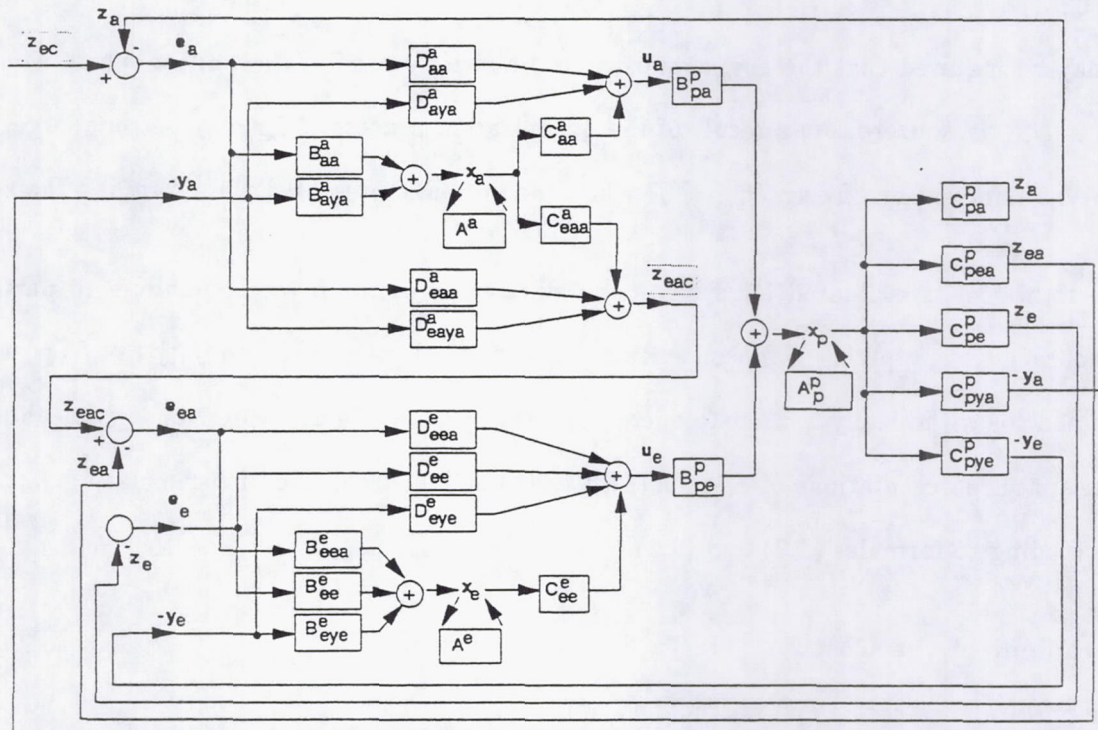 z_a
z_ec
e_a
-
+
D^a_aa
u_a
B^p_pa
+
D^a_aya
C^a_aa
B^a_aa
-y_a
+
x_a
B^a_aya
A^a
C^a_eaa
C^p_pa
z_a
C^p_pea
z_ea
D^a_eaa
z_eac
+
D^a_eaya
C^p_pe
z_e
+
x_p
A^p_p
C^p_pya
-y_a
z_eac
e_ea
+
-
z_ea
D^e_eea
D^e_ee
u_e
B^p_pe
+
C^p_pye
-y_e
e_e
D^e_eye
-
z_e
B^e_eea
B^e_ee
+
x_e
C^e_ee
-y_e
B^e_eye
A^e